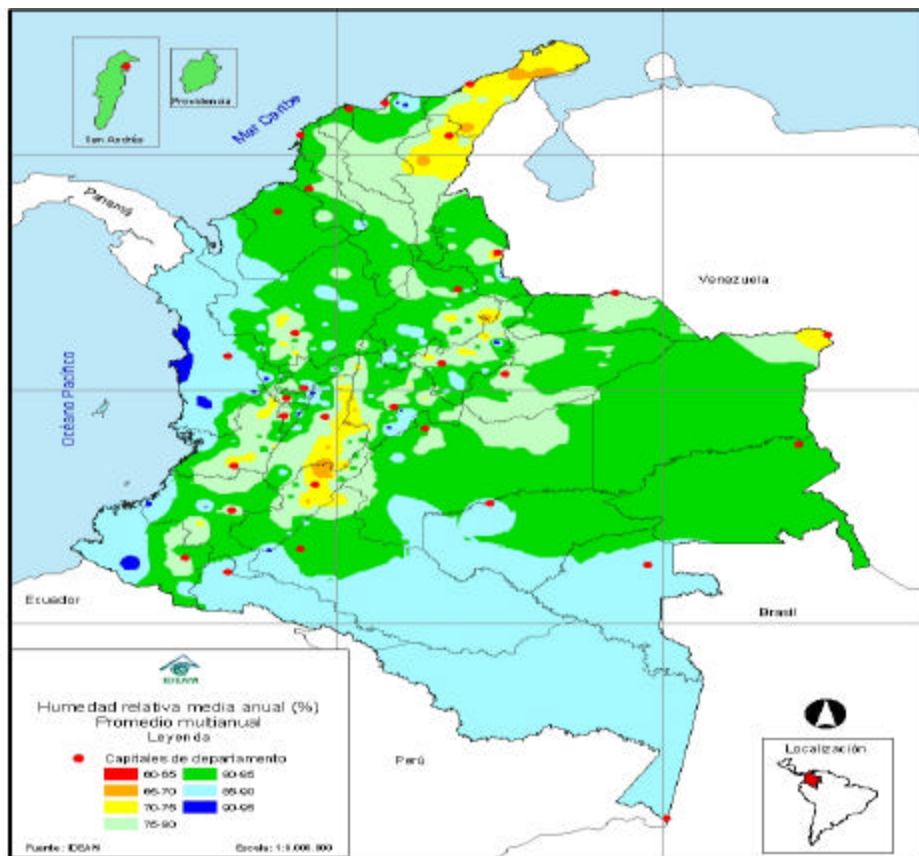 San Andrés
Providencia
Mar Caribe
Panamá
Venezuela
Océano Pacífico
Ecuador
Brasil
Perú
IDEAM
Humedad relativa media anual (%)
Promedio multianual
Leyenda
Capitales de departamento
60-65
80-85
65-70
85-90
70-75
90-95
75-80
Fuente: IDEAM
Escala:
Localización